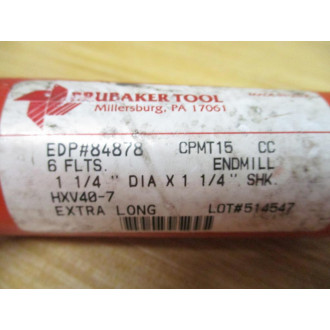 BRUBAKER TOOL
Millersburg, PA 17061
EDP#84878 CPMT15 CC
6 FLTS. ENDMILL
1 1/4" DIA X 1 1/4" SHK.
HXV40-7
EXTRA LONG LOT#514547